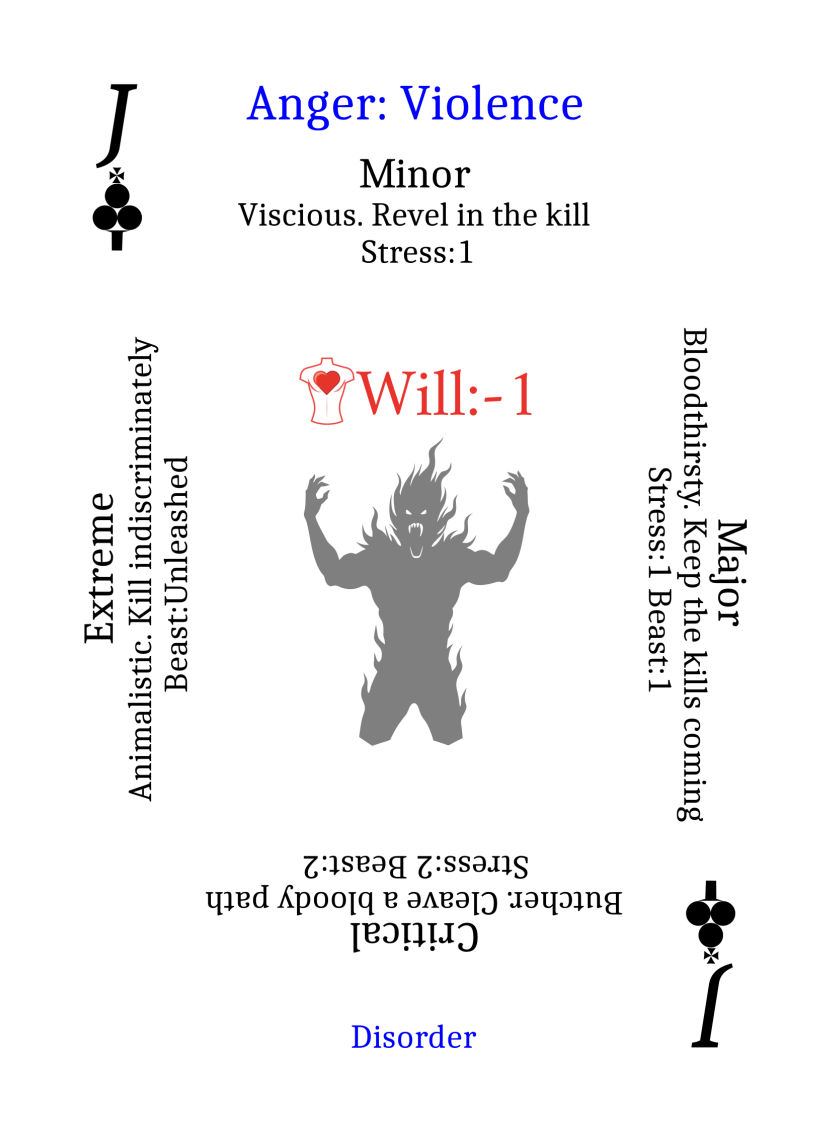 J
Anger: Violence
Minor
Viscious. Revel in the kill
Stress:1
Will:-1
Major
Bloodthirsty. Keep the kills coming
Stress:1 Beast:1
Critical
Butcher. Cleave a bloody path
Stress:2 Beast:2
Extreme
Animalistic. Kill indiscriminately
Beast:Unleashed
Disorder
J